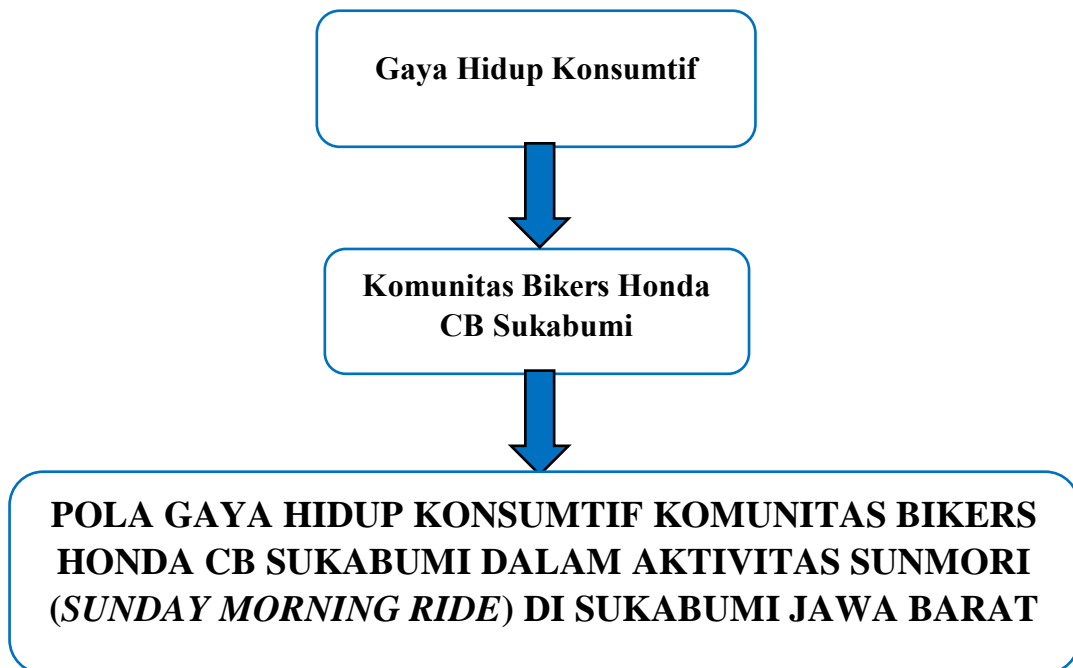 Gaya Hidup Konsumtif
Komunitas Bikers Honda
CB Sukabumi
POLA GAYA HIDUP KONSUMTIF KOMUNITAS BIKERS
HONDA CB SUKABUMI DALAM AKTIVITAS SUNMORI
(SUNDAY MORNING RIDE) DI SUKABUMI JAWA BARAT